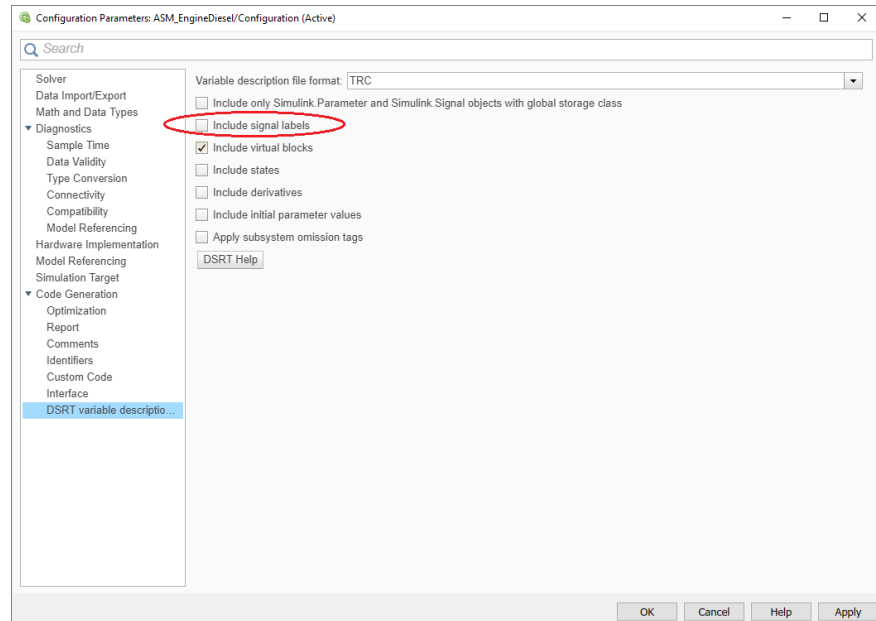 Configuration Parameters: ASM_EngineDiesel/Configuration (Active)
Search
Solver
Data Import/Export
Math and Data Types
Diagnostics
Sample Time
Data Validity
Type Conversion
Connectivity
Compatibility
Model Referencing
Hardware Implementation
Model Referencing
Simulation Target
Code Generation
Optimization
Report
Comments
Identifiers
Custom Code
Interface
DSRT variable descriptio...
Variable description file format: TRC
Include only Simulink.Parameter and Simulink.Signal objects with global storage class
Include signal labels
Include virtual blocks
Include states
Include derivatives
Include initial parameter values
Apply subsystem omission tags
DSRT Help
OK Cancel Help Apply